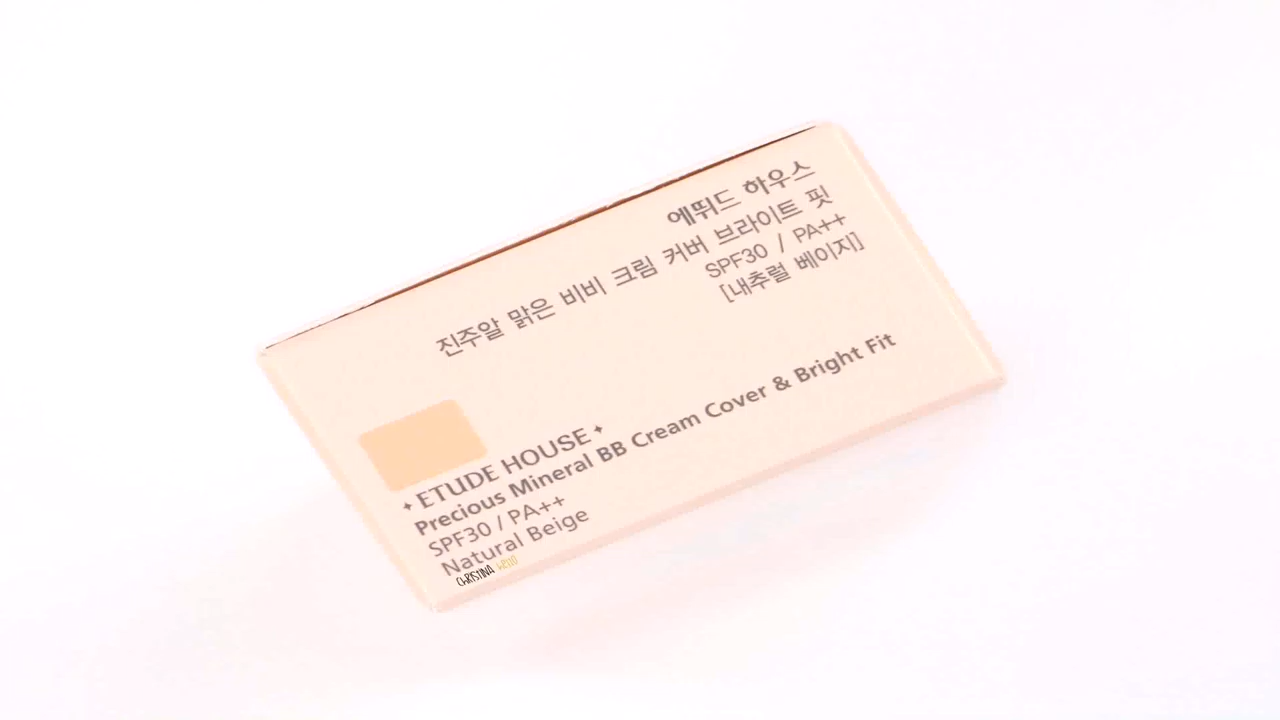 에뛰드 하우스
진주알 맑은 비비 크림 커버 브라이트 핏
SPF30 / PA++
[내추럴 베이지]
ETUDE HOUSE
Precious Mineral BB Cream Cover & Bright Fit
SPF30 / PA++
Natural Beige
CHRISTINA